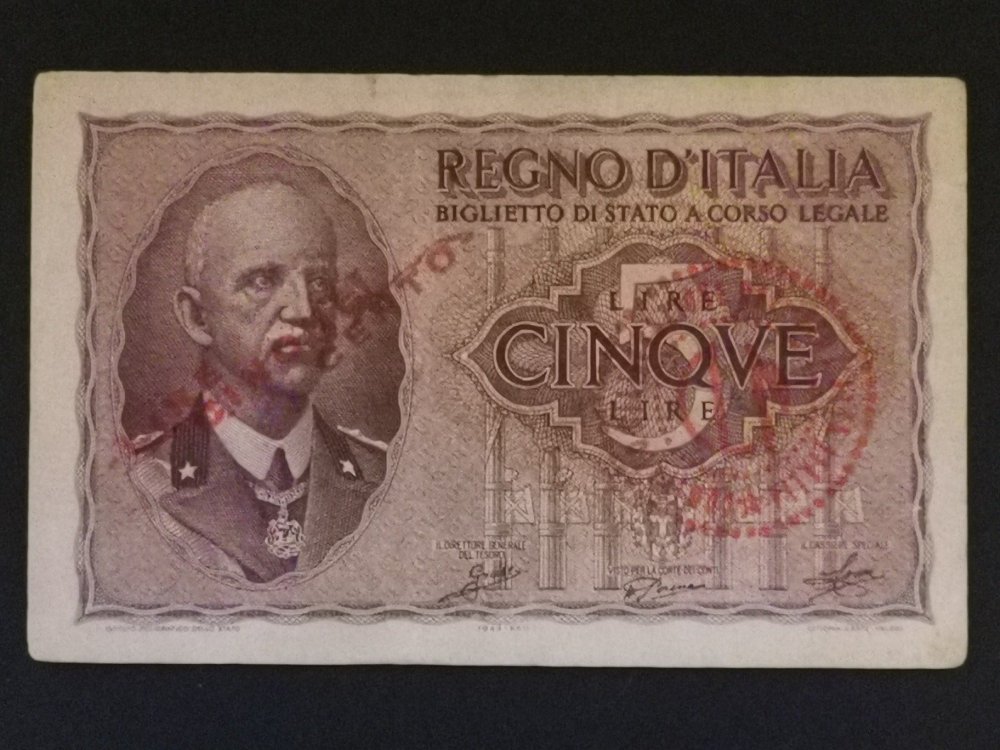 REGNO D'ITALIA
BIGLIETTO DI STATO A CORSO LEGALE
5
LIRE
CINQVE
LIRE
IL DIRETTORE GENERALE
DEL TESORO
VISTO PER LA CORTE DEI CONTI
IL CASSIERE SPECIALE